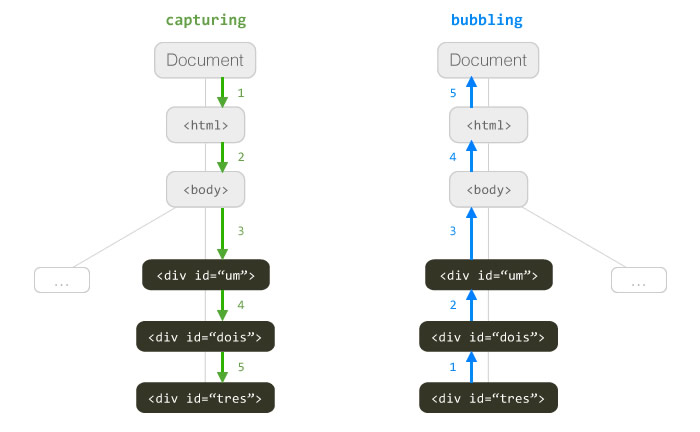 capturing
Document
1
<html>
2
<body>
3
...
<div id=“um”>
4
<div id=“dois”>
5
<div id=“tres”>
bubbling
Document
5
<html>
4
<body>
3
<div id=“um”>
...
2
<div id=“dois”>
1
<div id=“tres”>